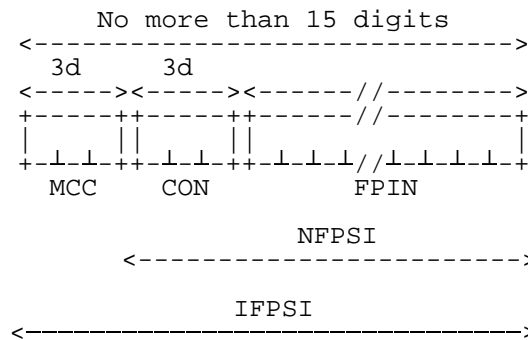 No more than 15 digits
3d 3d
MCC CON FPIN
NFPSI
IFPSI